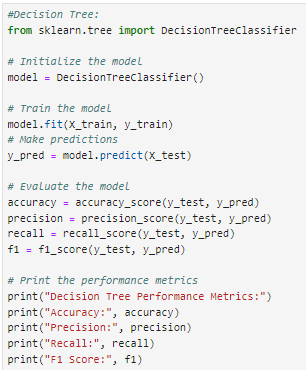 #Decision Tree:
from sklearn.tree import DecisionTreeClassifier
# Initialize the model
model = DecisionTreeClassifier()
# Train the model
model.fit(X_train, y_train)
# Make predictions
y_pred = model.predict(X_test)
# Evaluate the model
accuracy = accuracy_score(y_test, y_pred)
precision = precision_score(y_test, y_pred)
recall = recall_score(y_test, y_pred)
f1 = f1_score(y_test, y_pred)
# Print the performance metrics
print("Decision Tree Performance Metrics:")
print("Accuracy:", accuracy)
print("Precision:", precision)
print("Recall:", recall)
print("F1 Score:", f1)